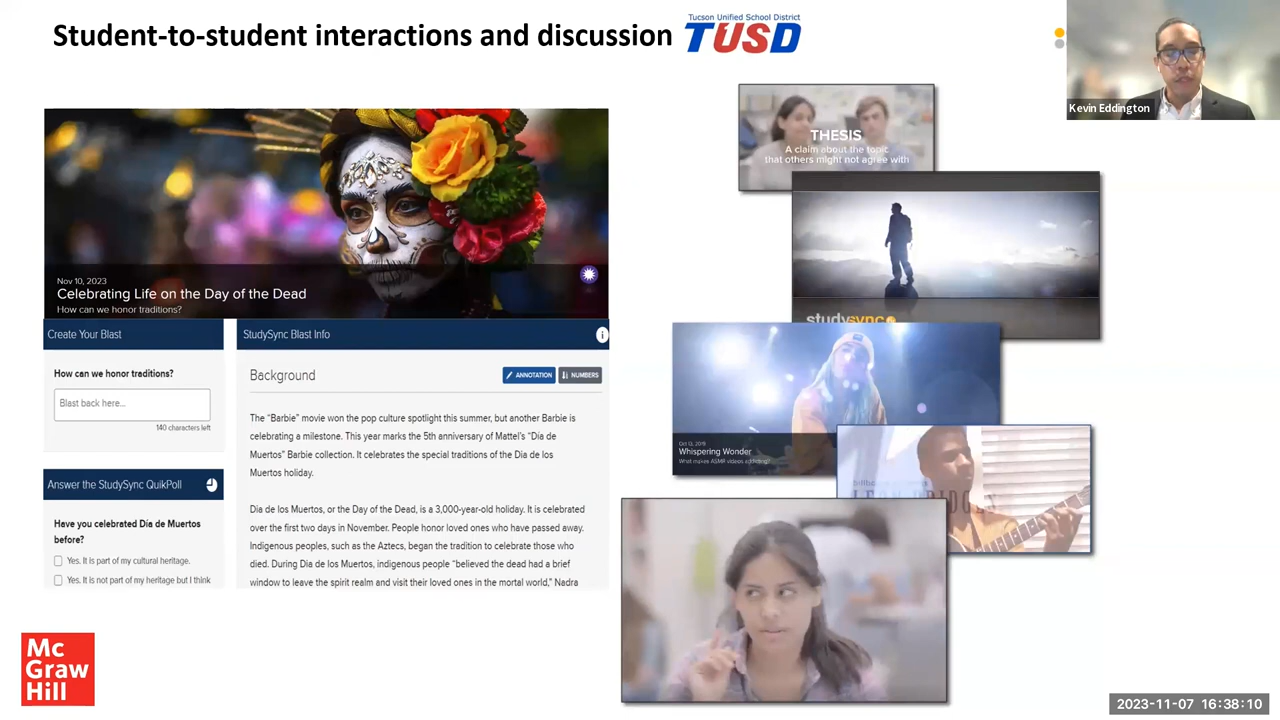 Student-to-student interactions and discussion
Tucson Unified School District
TUSD
Kevin Eddington
Nov 10, 2023
Celebrating Life on the Day of the Dead
How can we honor traditions?
Create Your Blast
How can we honor traditions?
Blast back here...
140 characters left
Answer the StudySync QuikPoll
Have you celebrated Día de Muertos
before?
Yes. It is part of my cultural heritage.
Yes. It is not part of my heritage but I think
StudySync Blast Info
i
Background
ANNOTATION
NUMBERS
The “Barbie” movie won the pop culture spotlight this summer, but another Barbie is
celebrating a milestone. This year marks the 5th anniversary of Mattel’s “Dia de
Muertos” Barbie collection. It celebrates the special traditions of the Dia de los
Muertos holiday.
Dia de los Muertos, or the Day of the Dead, is a 3,000-year-old holiday. It is celebrated
over the first two days in November. People honor loved ones who have passed away.
Indigenous peoples, such as the Aztecs, began the tradition to celebrate those who
died. During Dia de los Muertos, indigenous people “believed the dead had a brief
window to leave the spirit realm and visit their loved ones in the mortal world,” Nadra
THESIS
A claim about the topic
that others might not agree with
studysync
Oct 13, 2019
Whispering Wonder
What makes ASMR videos addicting?
LEON BRIDGES
Mc
Graw
Hill
2023-11-07 16:38:10